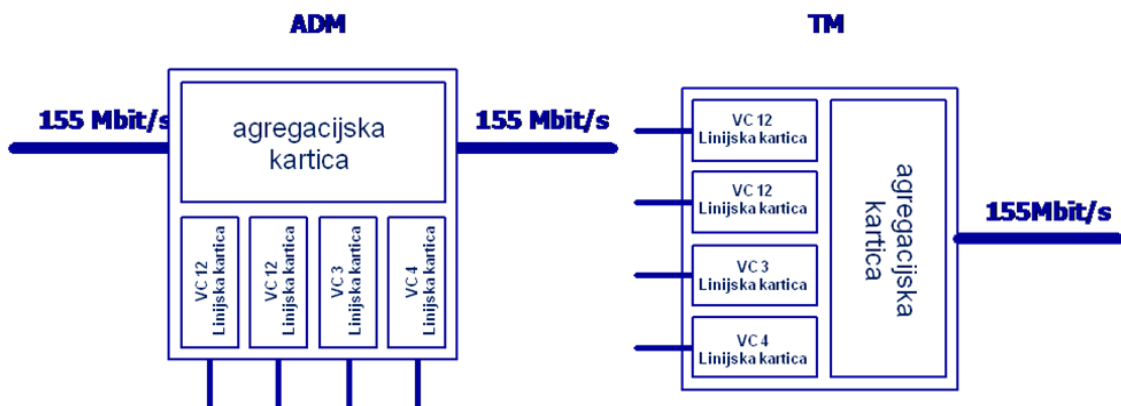 ADM
155 Mbit/s
155 Mbit/s
agregacijska
kartica
VC 12
Linijska kartica
VC 12
Linijska kartica
VC 3
Linijska kartica
VC 4
Linijska kartica
TM
VC 12
Linijska kartica
VC 12
Linijska kartica
VC 3
Linijska kartica
VC 4
Linijska kartica
agregacijska
kartica
155Mbit/s